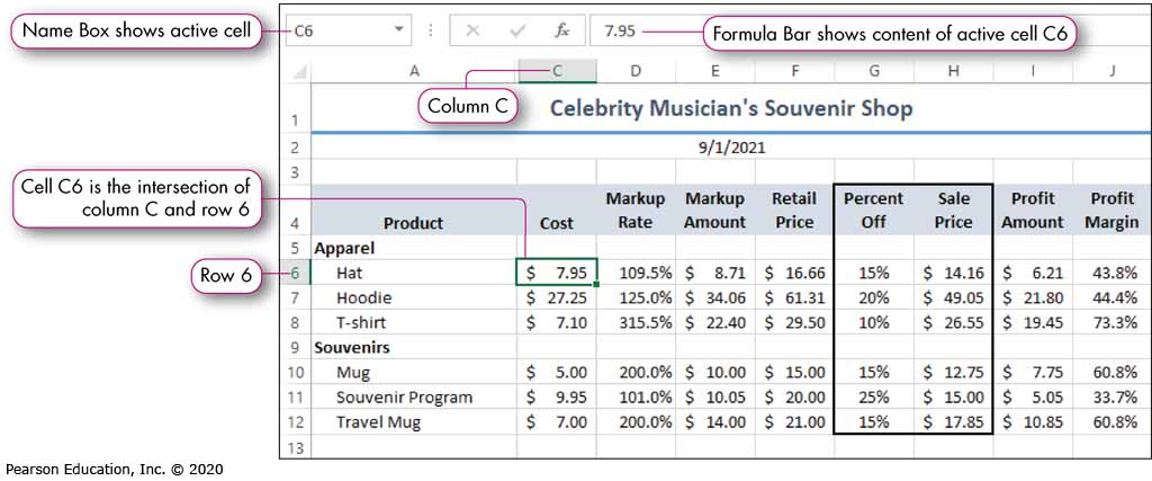 Name Box shows active cell
C6
fx
7.95
Formula Bar shows content of active cell C6
A C D E F G H I J
Column C
1 Celebrity Musician's Souvenir Shop
2 9/1/2021
3
Cell C6 is the intersection of
column C and row 6
Markup Markup Retail Percent Sale Profit Profit
4 Product Cost Rate Amount Price Off Price Amount Margin
5 Apparel
Row 6
6 Hat $ 7.95 109.5% $ 8.71 $ 16.66 15% $ 14.16 $ 6.21 43.8%
7 Hoodie $ 27.25 125.0% $ 34.06 $ 61.31 20% $ 49.05 $ 21.80 44.4%
8 T-shirt $ 7.10 315.5% $ 22.40 $ 29.50 10% $ 26.55 $ 19.45 73.3%
9 Souvenirs
10 Mug $ 5.00 200.0% $ 10.00 $ 15.00 15% $ 12.75 $ 7.75 60.8%
11 Souvenir Program $ 9.95 101.0% $ 10.05 $ 20.00 25% $ 15.00 $ 5.05 33.7%
12 Travel Mug $ 7.00 200.0% $ 14.00 $ 21.00 15% $ 17.85 $ 10.85 60.8%
13
Pearson Education, Inc. © 2020